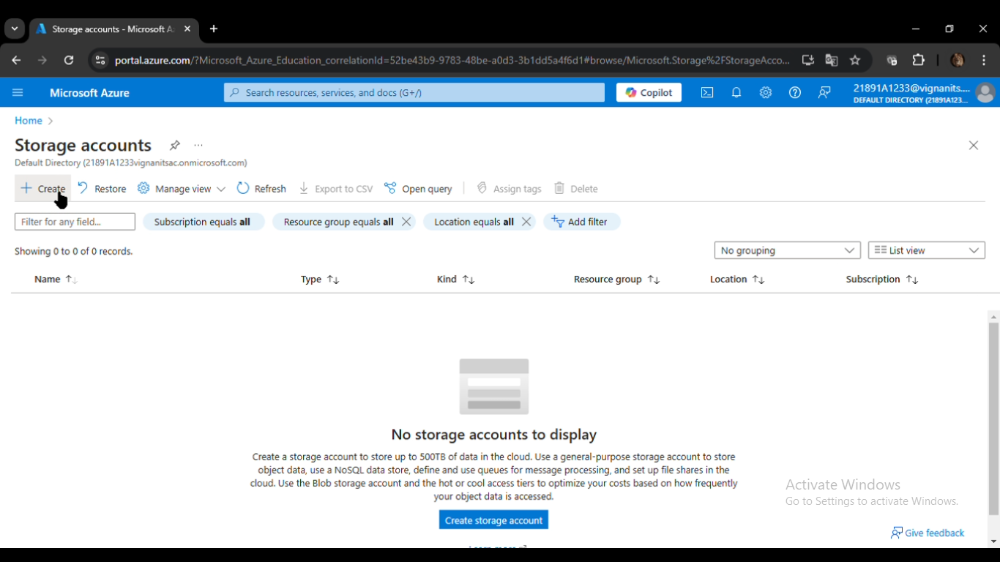 Storage accounts - Microsoft A
portal.azure.com/?Microsoft_Azure_Education_correlationId=52be43b9-9783-48be-a0d3-3b1dd5a4f6d1#browse/Microsoft.Storage%2FStorageAcco...
Microsoft Azure
Search resources, services, and docs (G+/)
Copilot
21891A1233@vignanits....
DEFAULT DIRECTORY (21891A123...
Home
Storage accounts
Default Directory (21891A1233vignanitsac.onmicrosoft.com)
Create Restore Manage view Refresh Export to CSV Open query Assign tags Delete
Filter for any field... Subscription equals all Resource group equals all Location equals all Add filter
Showing 0 to 0 of 0 records. No grouping List view
Name Type Kind Resource group Location Subscription
No storage accounts to display
Create a storage account to store up to 500TB of data in the cloud. Use a general-purpose storage account to store
object data, use a NoSQL data store, define and use queues for message processing, and set up file shares in the
cloud. Use the Blob storage account and the hot or cool access tiers to optimize your costs based on how frequently
your object data is accessed.
Activate Windows
Go to Settings to activate Windows.
Create storage account
Give feedback